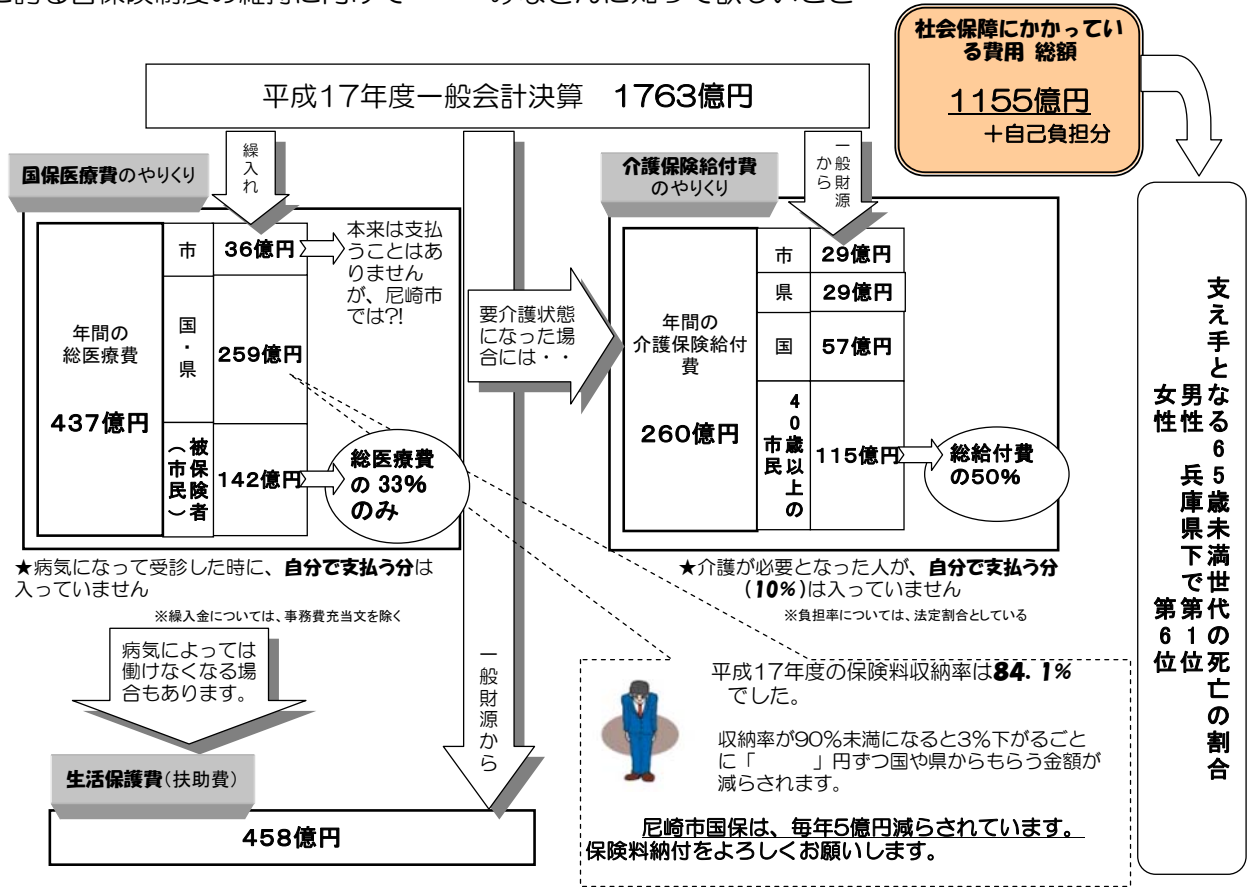 みなさんに知って欲しいこと
社会保障にかかってい
る費用 総額
1155億円
＋自己負担分
平成17年度一般会計決算　1763億円
繰入れ
一般財源
から
国保医療費のやりくり
介護保険給付費
のやりくり
年間の
総医療費
437億円
市
36億円
本来は支払
うことはあ
りません
が、尼崎市
では?!
国・県
259億円
被保険者
（市民）
142億円
総医療費
の 33%
のみ
要介護状態
になった場
合には・・
年間の
介護保険給付
費
260億円
市
29億円
県
29億円
国
57億円
40歳以上の
市民
115億円
総給付費
の50%
★病気になって受診した時に、自分で支払う分は
入っていません
※繰入金については、事務費充当文を除く
★介護が必要となった人が、自分で支払う分
(10%)は入っていません
※負担率については、法定割合としている
支え手となる65歳未満世代の死亡の割合
男性　兵庫県下で第1位
女性　第6位
病気によっては
働けなくなる場
合もあります。
一般財源から
生活保護費(扶助費)
458億円
平成17年度の保険料収納率は84.1%
でした。
収納率が90%未満になると3%下がるごと
に「　　　」円ずつ国や県からもらう金額が
減らされます。
尼崎市国保は、毎年5億円減らされています。
保険料納付をよろしくお願いします。